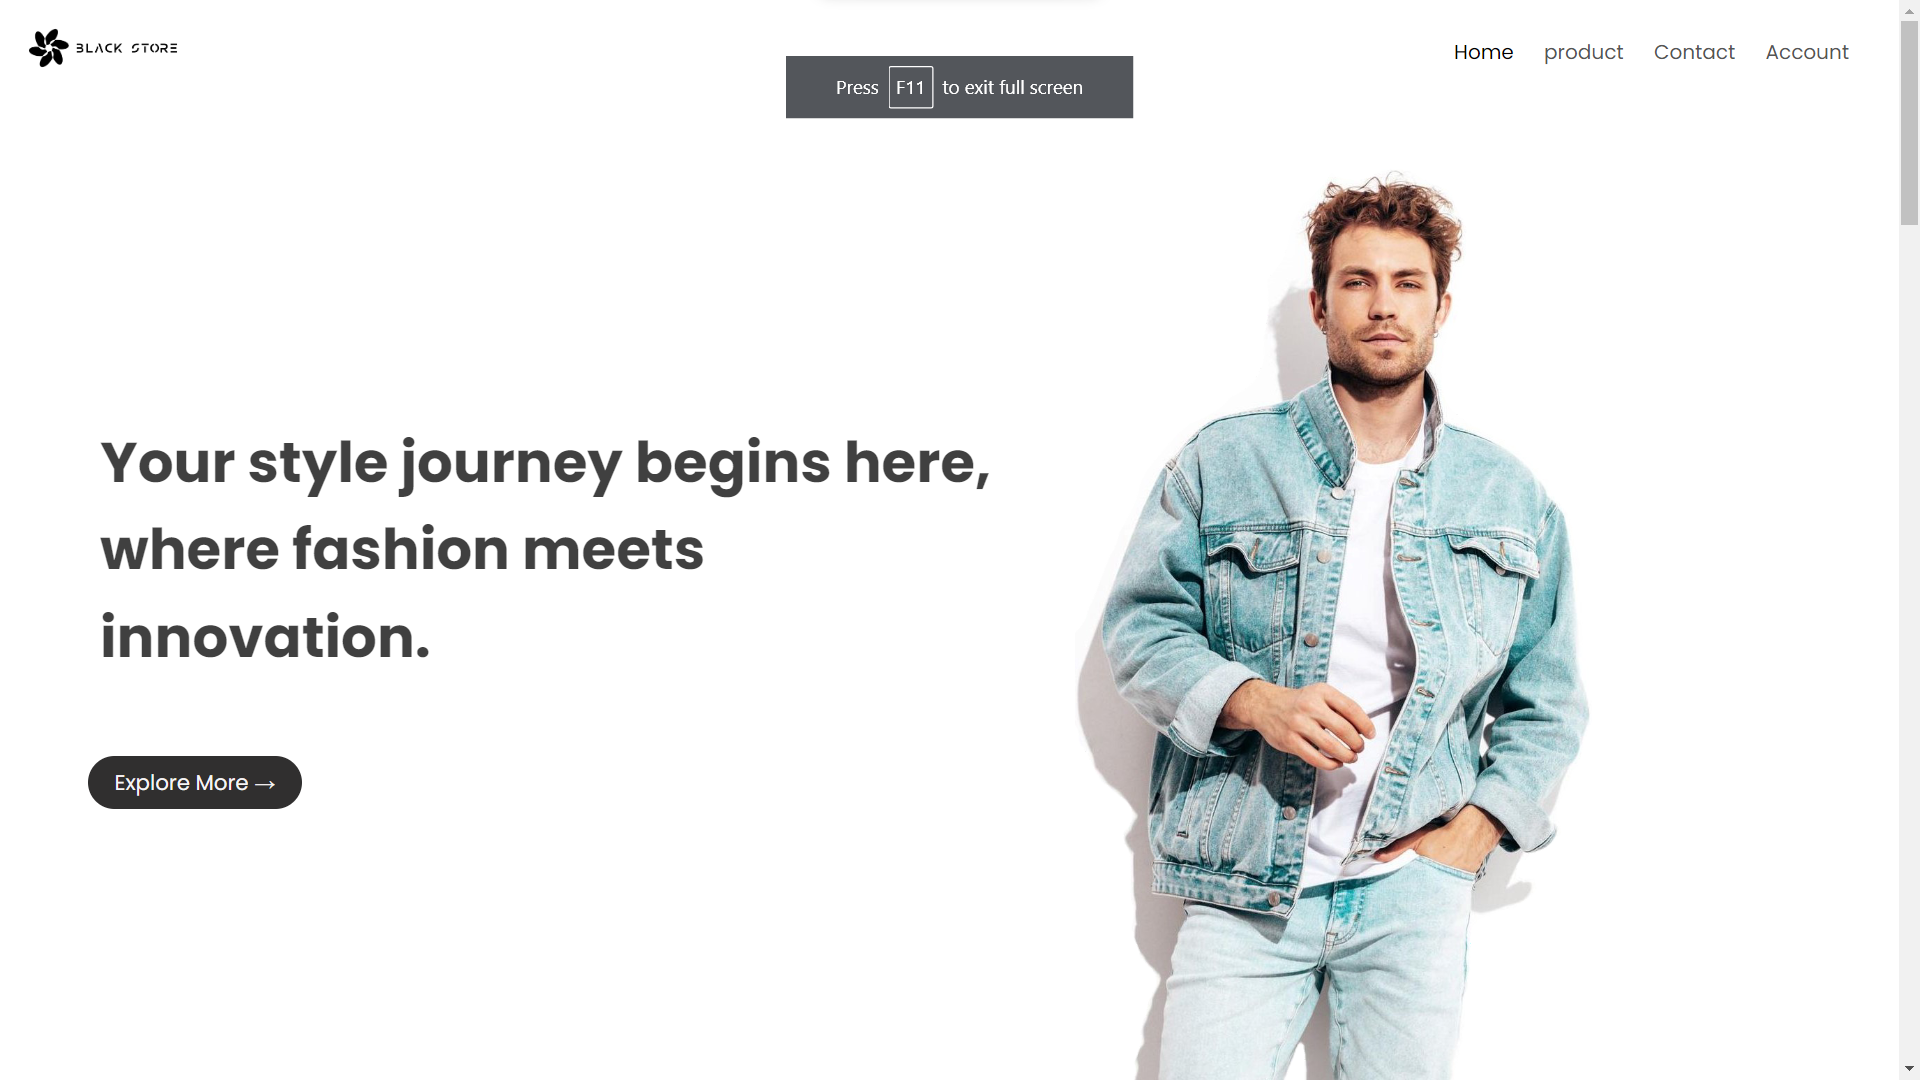 BLACK STORE
Home product Contact Account
Press F11 to exit full screen
Your style journey begins here,
where fashion meets
innovation.
Explore More →